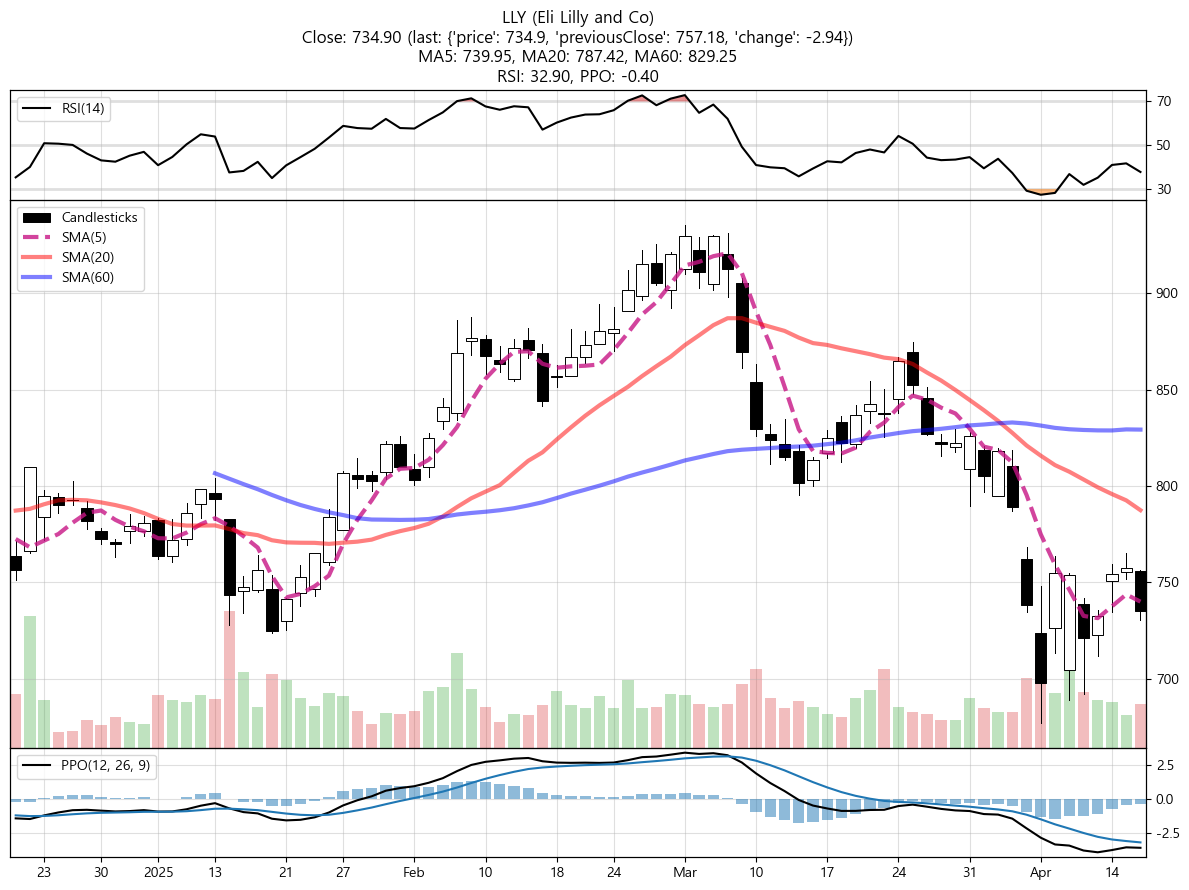 LLY (Eli Lilly and Co)
Close: 734.90 (last: {'price': 734.9, 'previousClose': 757.18, 'change': -2.94})
MA5: 739.95, MA20: 787.42, MA60: 829.25
RSI: 32.90, PPO: -0.40
RSI(14)
70
50
30
Candlesticks
SMA(5)
SMA(20)
SMA(60)
900
850
800
750
700
PPO(12, 26, 9)
2.5
0.0
-2.5
23 30 2025 13 21 27 Feb 10 18 24 Mar 10 17 24 31 Apr 14